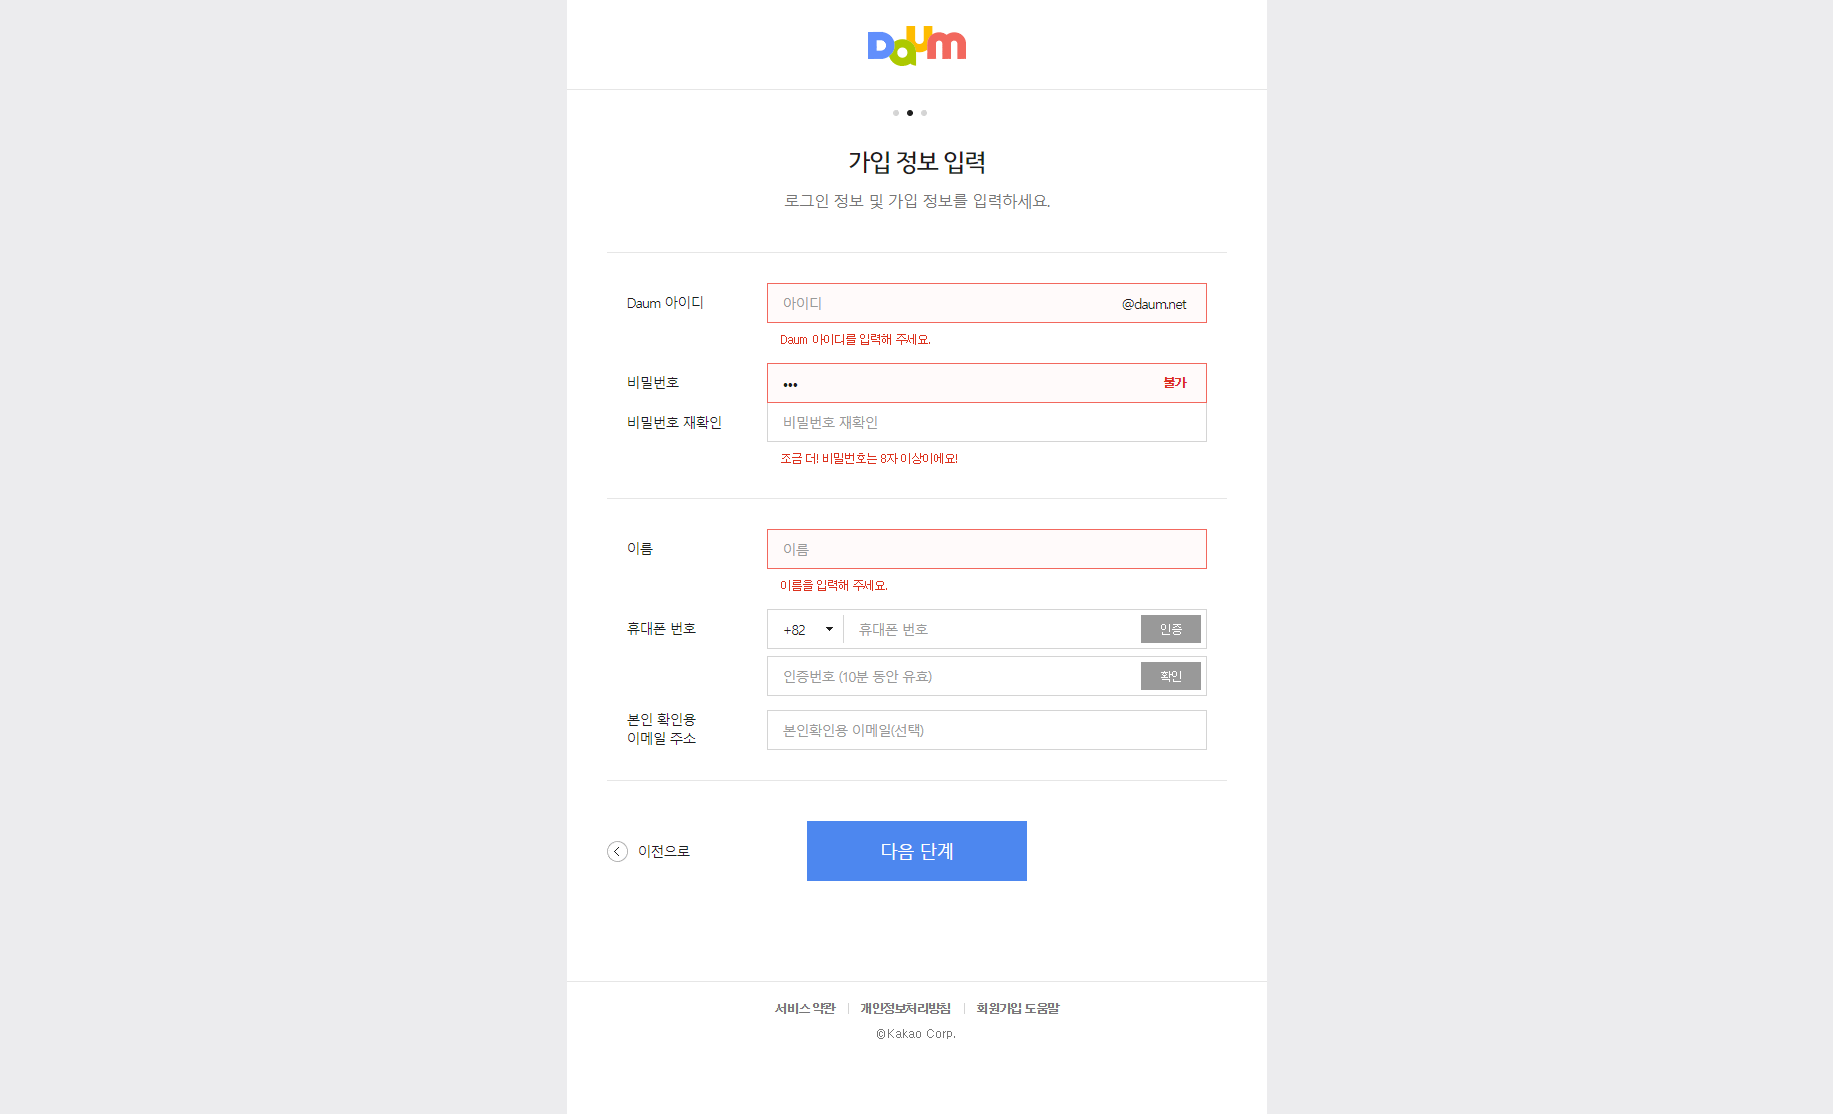 Daum
가입 정보 입력
로그인 정보 및 가입 정보를 입력하세요.
Daum 아이디
아이디
@daum.net
Daum 아이디를 입력해 주세요.
비밀번호
•••
불가
비밀번호 재확인
비밀번호 재확인
조금 더! 비밀번호는 8자 이상이에요!
이름
이름
이름을 입력해 주세요.
휴대폰 번호
+82
휴대폰 번호
인증
인증번호 (10분 동안 유효)
확인
본인 확인용
이메일 주소
본인확인용 이메일(선택)
이전으로
다음 단계
서비스 약관
개인정보처리방침
회원가입 도움말
©Kakao Corp.